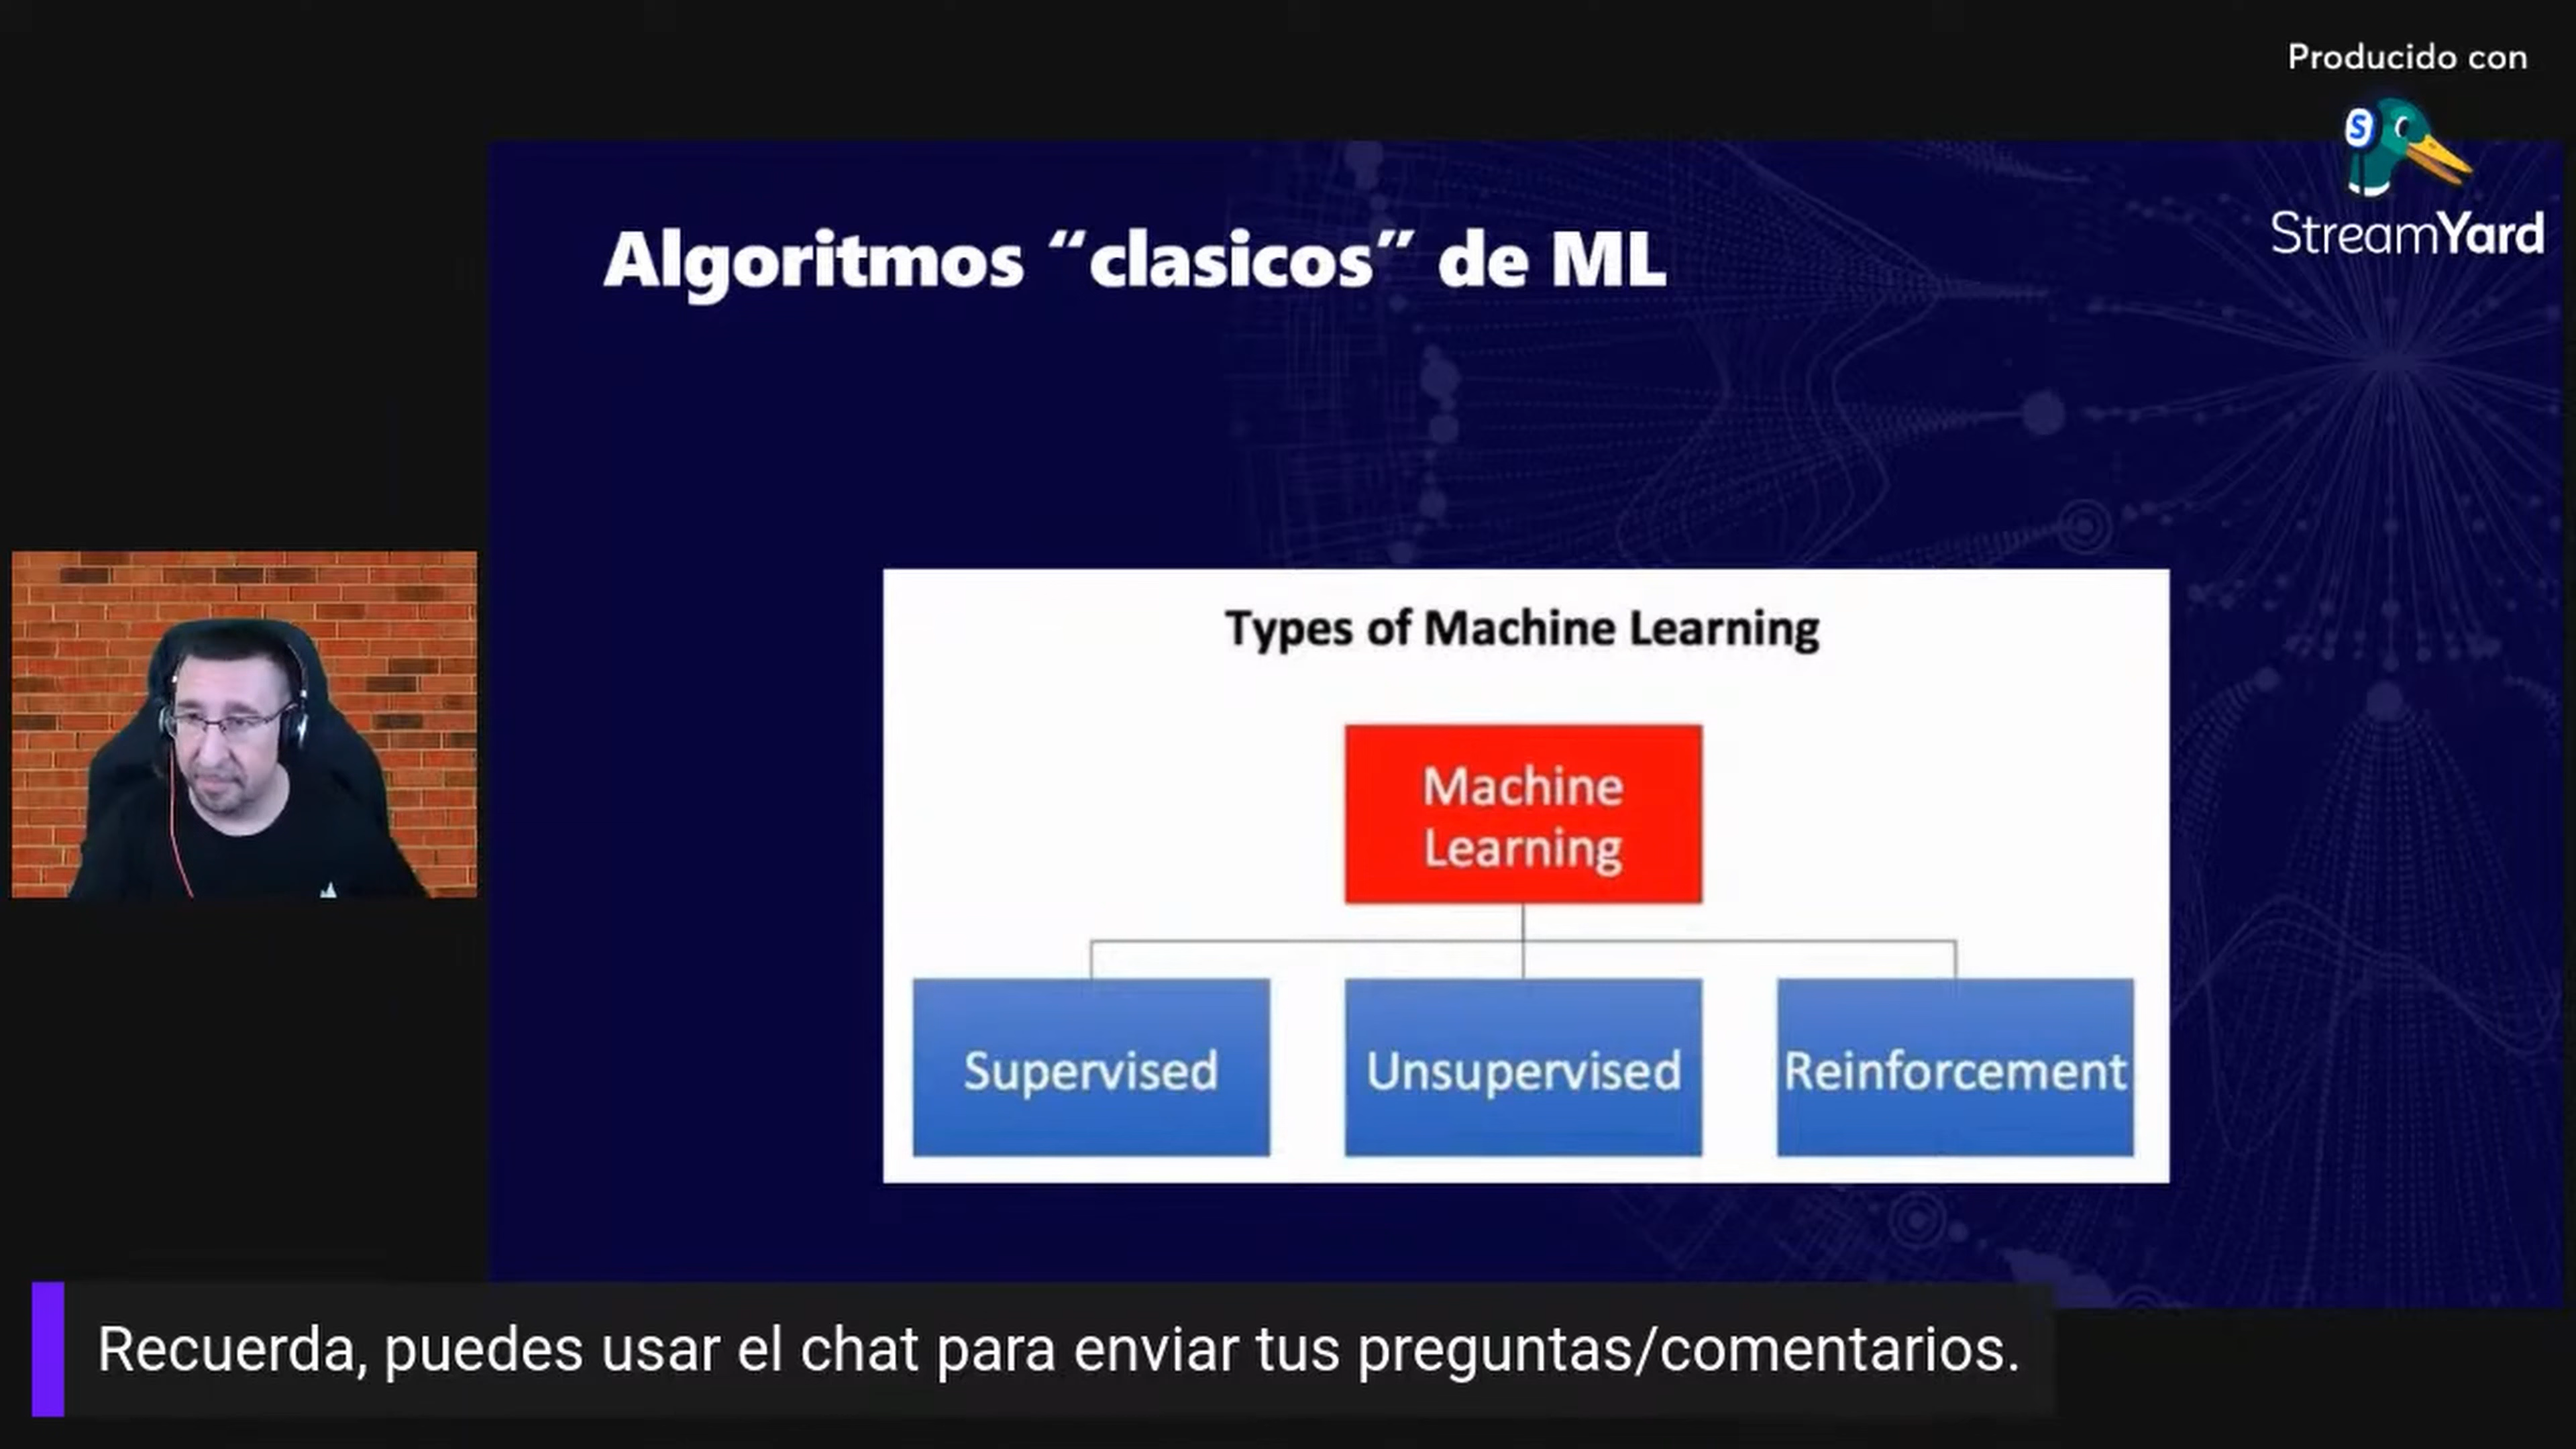 Producido con
S
StreamYard
Algoritmos “clasicos” de ML
Types of Machine Learning
Machine
Learning
Supervised
Unsupervised
Reinforcement
Recuerda, puedes usar el chat para enviar tus preguntas/comentarios.